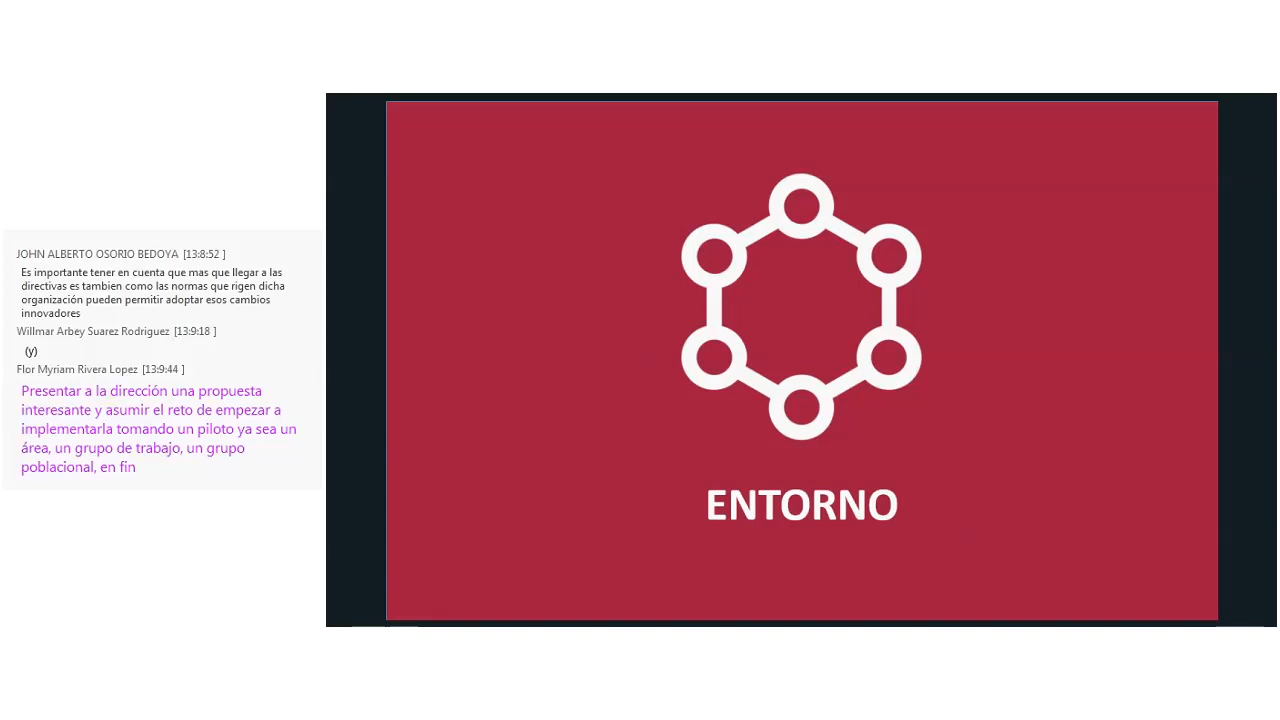 JOHN ALBERTO OSORIO BEDOYA [13:8:52 ]
Es importante tener en cuenta que mas que llegar a las
directivas es tambien como las normas que rigen dicha
organización pueden permitir adoptar esos cambios
innovadores
Willmar Arbey Suarez Rodriguez [13:9:18 ]
(y)
Flor Myriam Rivera Lopez [13:9:44 ]
Presentar a la dirección una propuesta
interesante y asumir el reto de empezar a
implementarla tomando un piloto ya sea un
área, un grupo de trabajo, un grupo
poblacional, en fin
ENTORNO